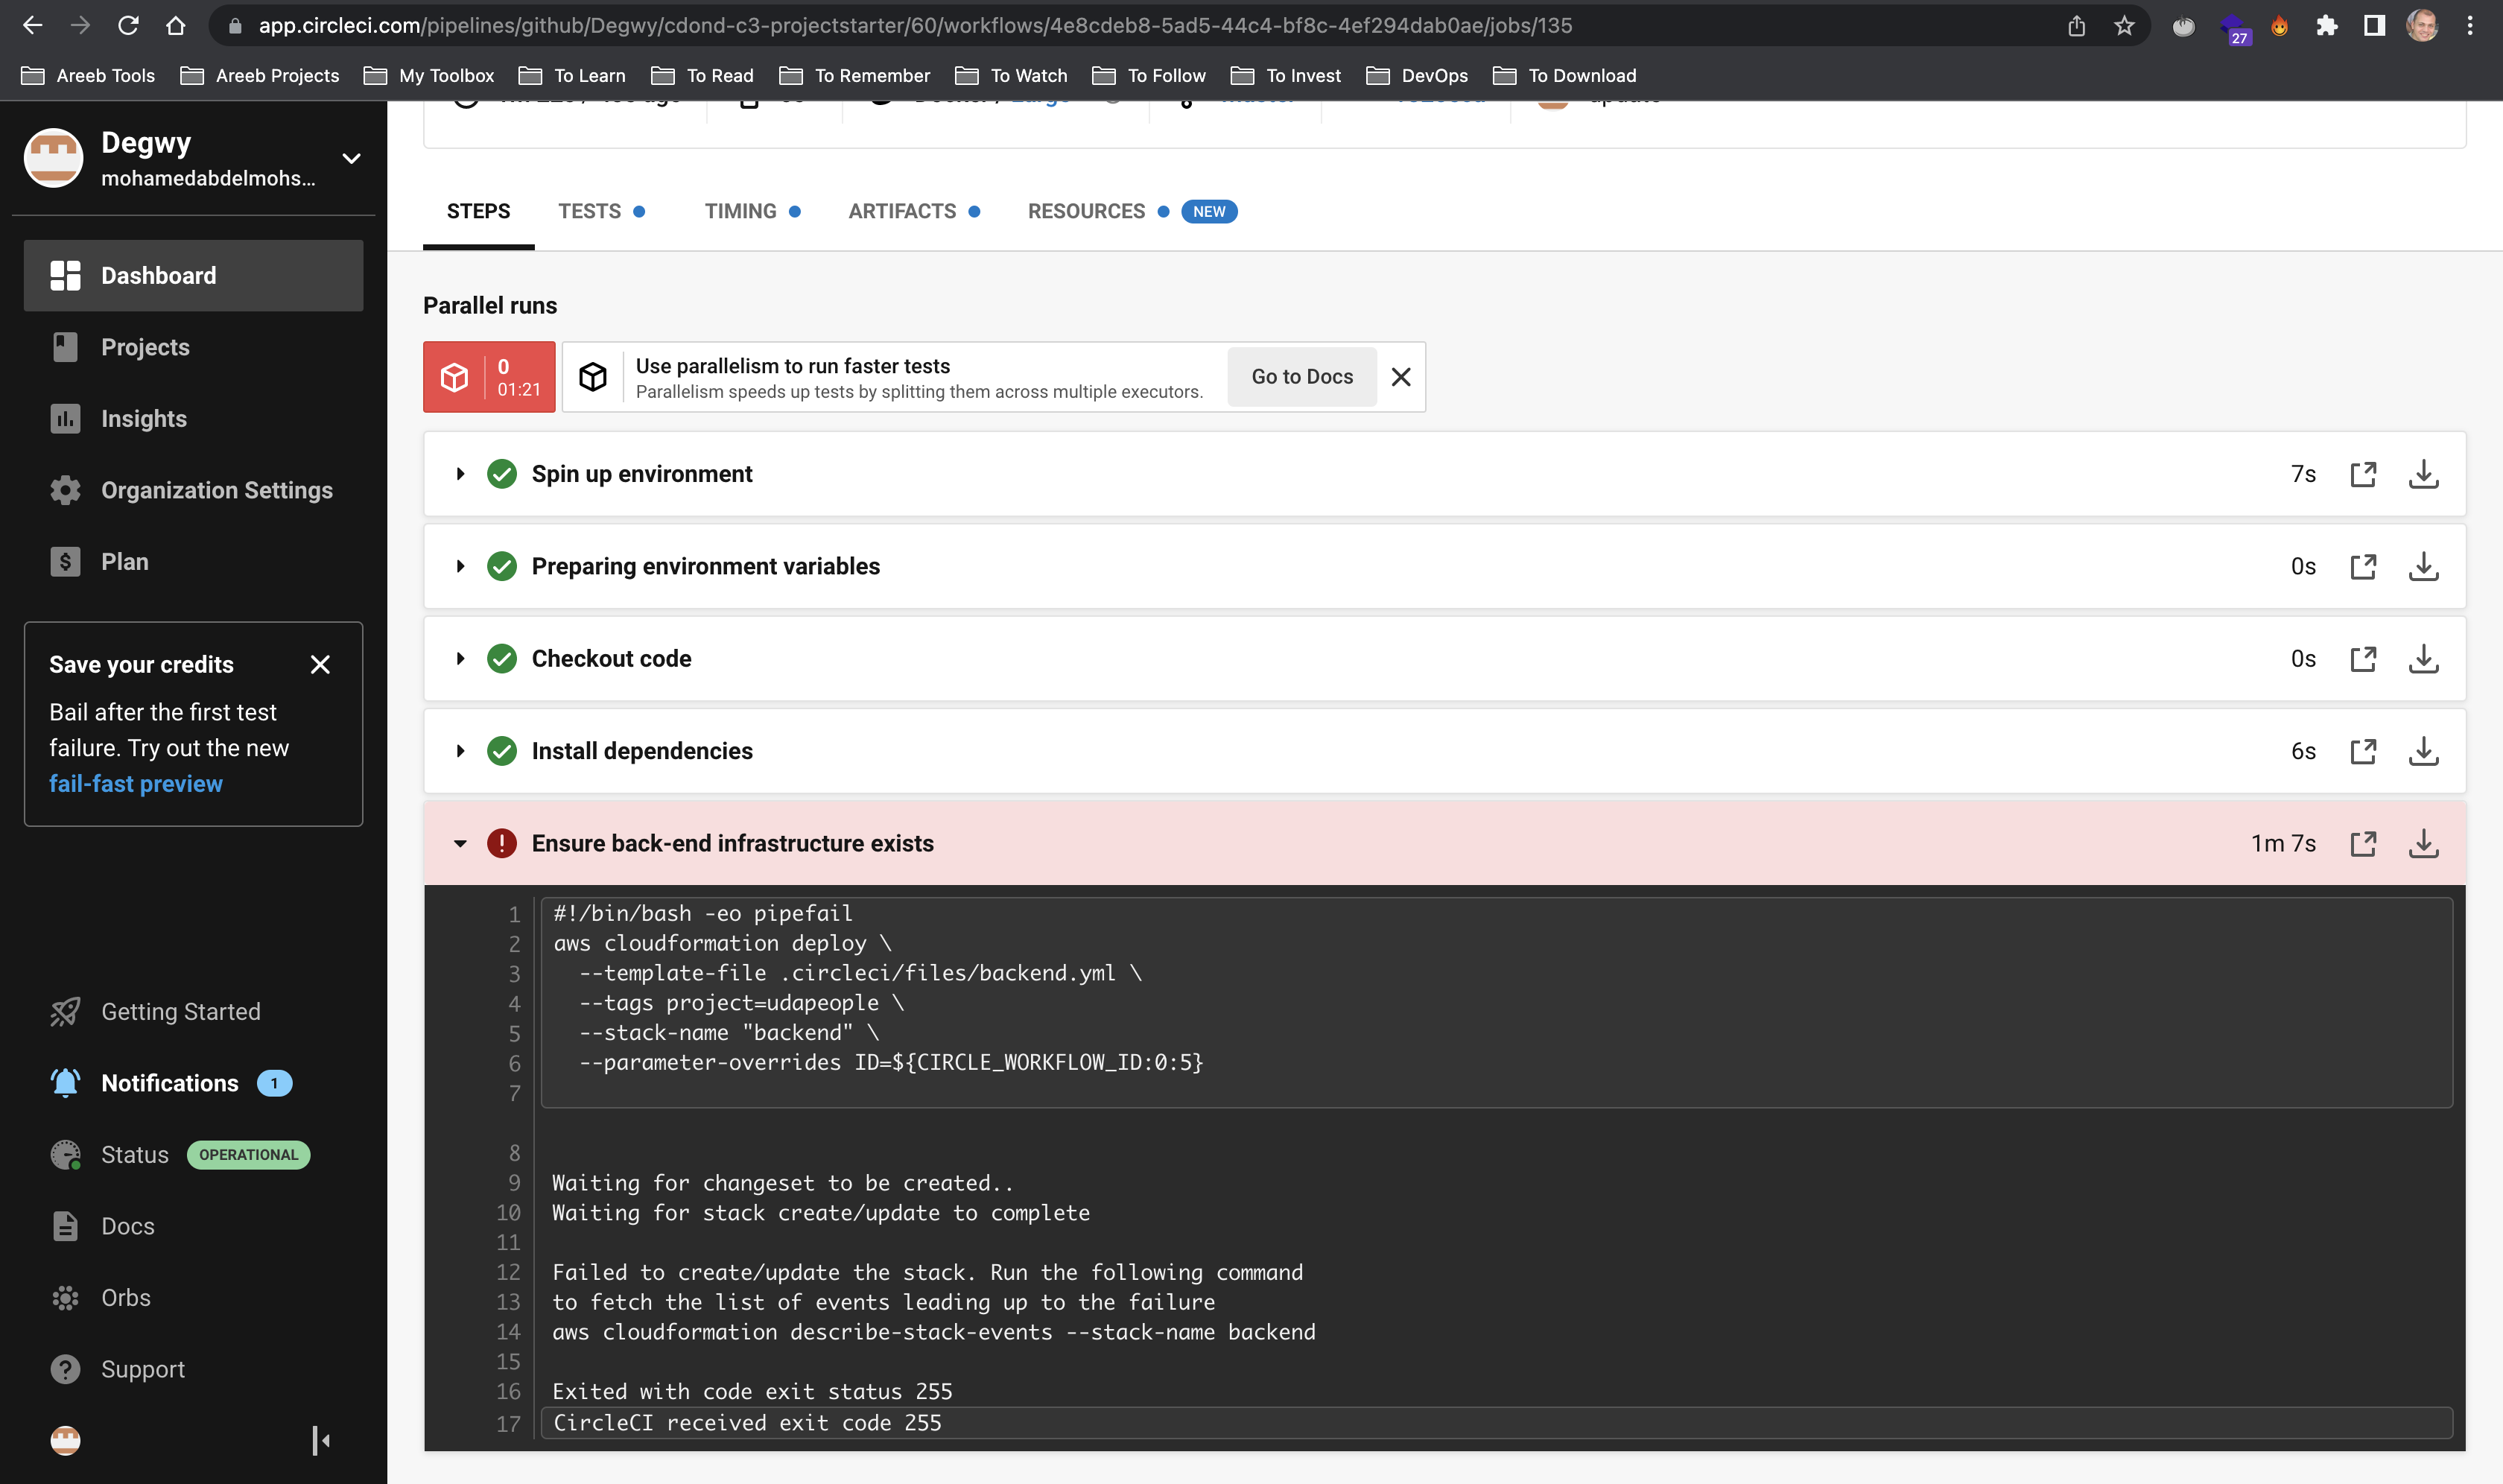 app.circleci.com/pipelines/github/Degwy/cdond-c3-projectstarter/60/workflows/4e8cdeb8-5ad5-44c4-bf8c-4ef294dab0ae/jobs/135
27
Areeb Tools
Areeb Projects
My Toolbox
To Learn
To Read
To Remember
To Watch
To Follow
To Invest
DevOps
To Download
Degwy
mohamedabdelmohs...
Dashboard
Projects
Insights
Organization Settings
Plan
Save your credits
Bail after the first test
failure. Try out the new
fail-fast preview
Getting Started
Notifications 1
Status OPERATIONAL
Docs
Orbs
Support
STEPS
TESTS
TIMING
ARTIFACTS
RESOURCES NEW
Parallel runs
0
01:21
Use parallelism to run faster tests
Parallelism speeds up tests by splitting them across multiple executors.
Go to Docs
Spin up environment 7s
Preparing environment variables 0s
Checkout code 0s
Install dependencies 6s
Ensure back-end infrastructure exists 1m 7s
1 #!/bin/bash -eo pipefail
2 aws cloudformation deploy \
3 --template-file .circleci/files/backend.yml \
4 --tags project=udapeople \
5 --stack-name "backend" \
6 --parameter-overrides ID=${CIRCLE_WORKFLOW_ID:0:5}
7
8
9 Waiting for changeset to be created..
10 Waiting for stack create/update to complete
11
12 Failed to create/update the stack. Run the following command
13 to fetch the list of events leading up to the failure
14 aws cloudformation describe-stack-events --stack-name backend
15
16 Exited with code exit status 255
17 CircleCI received exit code 255